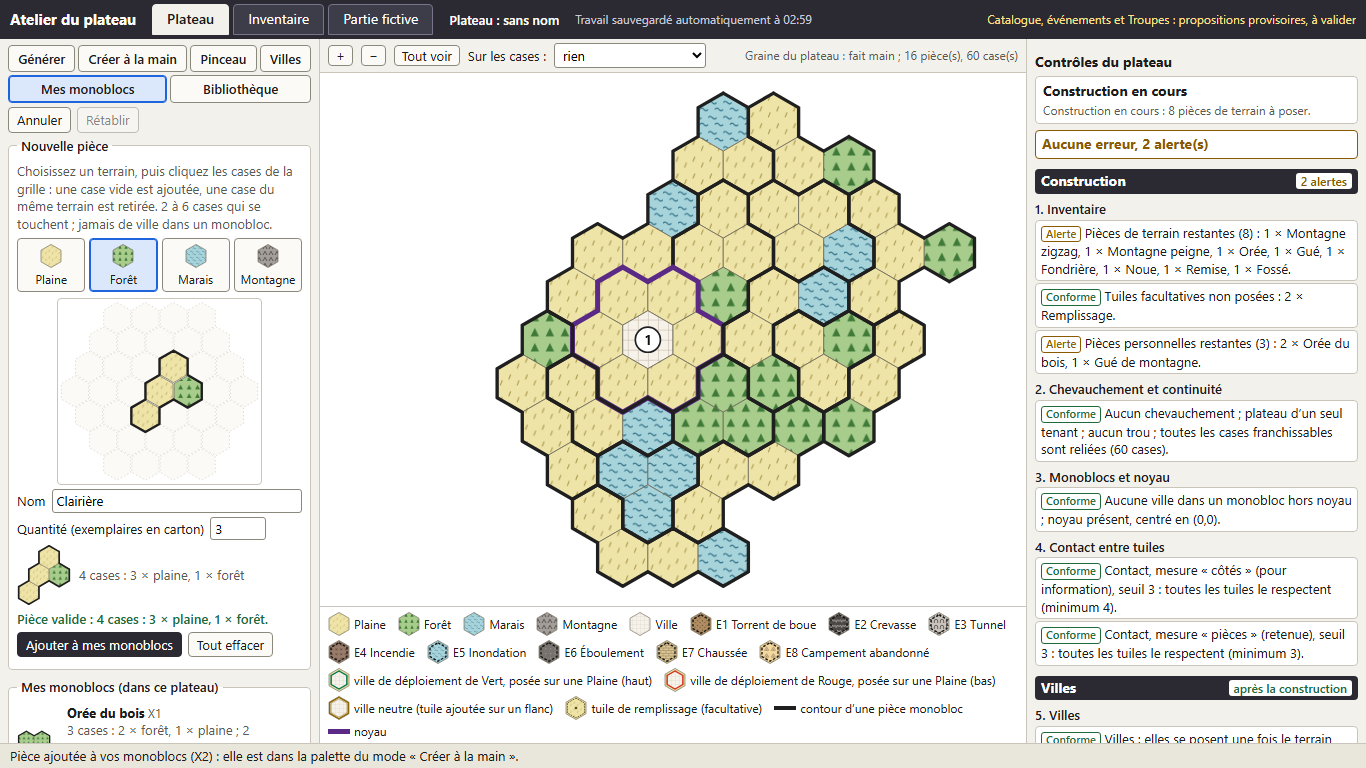 Atelier du plateau
Plateau
Inventaire
Partie fictive
Plateau : sans nom
Travail sauvegardé automatiquement à 02:59
Catalogue, événements et Troupes : propositions provisoires, à valider
Générer
Créer à la main
Pinceau
Villes
Mes monoblocs
Bibliothèque
Annuler
Rétablir
Nouvelle pièce
Choisissez un terrain, puis cliquez les cases de la
grille : une case vide est ajoutée, une case du
même terrain est retirée. 2 à 6 cases qui se
touchent ; jamais de ville dans un monobloc.
Plaine
Forêt
Marais
Montagne
Nom
Clairière
Quantité (exemplaires en carton)
3
4 cases : 3 × plaine, 1 × forêt
Pièce valide : 4 cases : 3 × plaine, 1 × forêt.
Ajouter à mes monoblocs
Tout effacer
Mes monoblocs (dans ce plateau)
Orée du bois X1
3 cases : 2 × forêt, 1 × plaine ; 2
+
−
Tout voir
Sur les cases :
rien
Graine du plateau : fait main ; 16 pièce(s), 60 case(s)
1
Plaine
Forêt
Marais
Montagne
Ville
E1 Torrent de boue
E2 Crevasse
E3 Tunnel
E4 Incendie
E5 Inondation
E6 Éboulement
E7 Chaussée
E8 Campement abandonné
ville de déploiement de Vert, posée sur une Plaine (haut)
ville de déploiement de Rouge, posée sur une Plaine (bas)
ville neutre (tuile ajoutée sur un flanc)
tuile de remplissage (facultative)
contour d'une pièce monobloc
noyau
Contrôles du plateau
Construction en cours
Construction en cours : 8 pièces de terrain à poser.
Aucune erreur, 2 alerte(s)
Construction
2 alertes
1. Inventaire
Alerte Pièces de terrain restantes (8) : 1 × Montagne
zigzag, 1 × Montagne peigne, 1 × Orée, 1 × Gué, 1 ×
Fondrière, 1 × Noue, 1 × Remise, 1 × Fossé.
Conforme Tuiles facultatives non posées : 2 ×
Remplissage.
Alerte Pièces personnelles restantes (3) : 2 × Orée du
bois, 1 × Gué de montagne.
2. Chevauchement et continuité
Conforme Aucun chevauchement ; plateau d'un seul
tenant ; aucun trou ; toutes les cases franchissables
sont reliées (60 cases).
3. Monoblocs et noyau
Conforme Aucune ville dans un monobloc hors noyau
; noyau présent, centré en (0,0).
4. Contact entre tuiles
Conforme Contact, mesure « côtés » (pour
information), seuil 3 : toutes les tuiles le respectent
(minimum 4).
Conforme Contact, mesure « pièces » (retenue), seuil
3 : toutes les tuiles le respectent (minimum 3).
Villes
après la construction
5. Villes
Conforme Villes : elles se posent une fois le terrain
Pièce ajoutée à vos monoblocs (X2) : elle est dans la palette du mode « Créer à la main ».